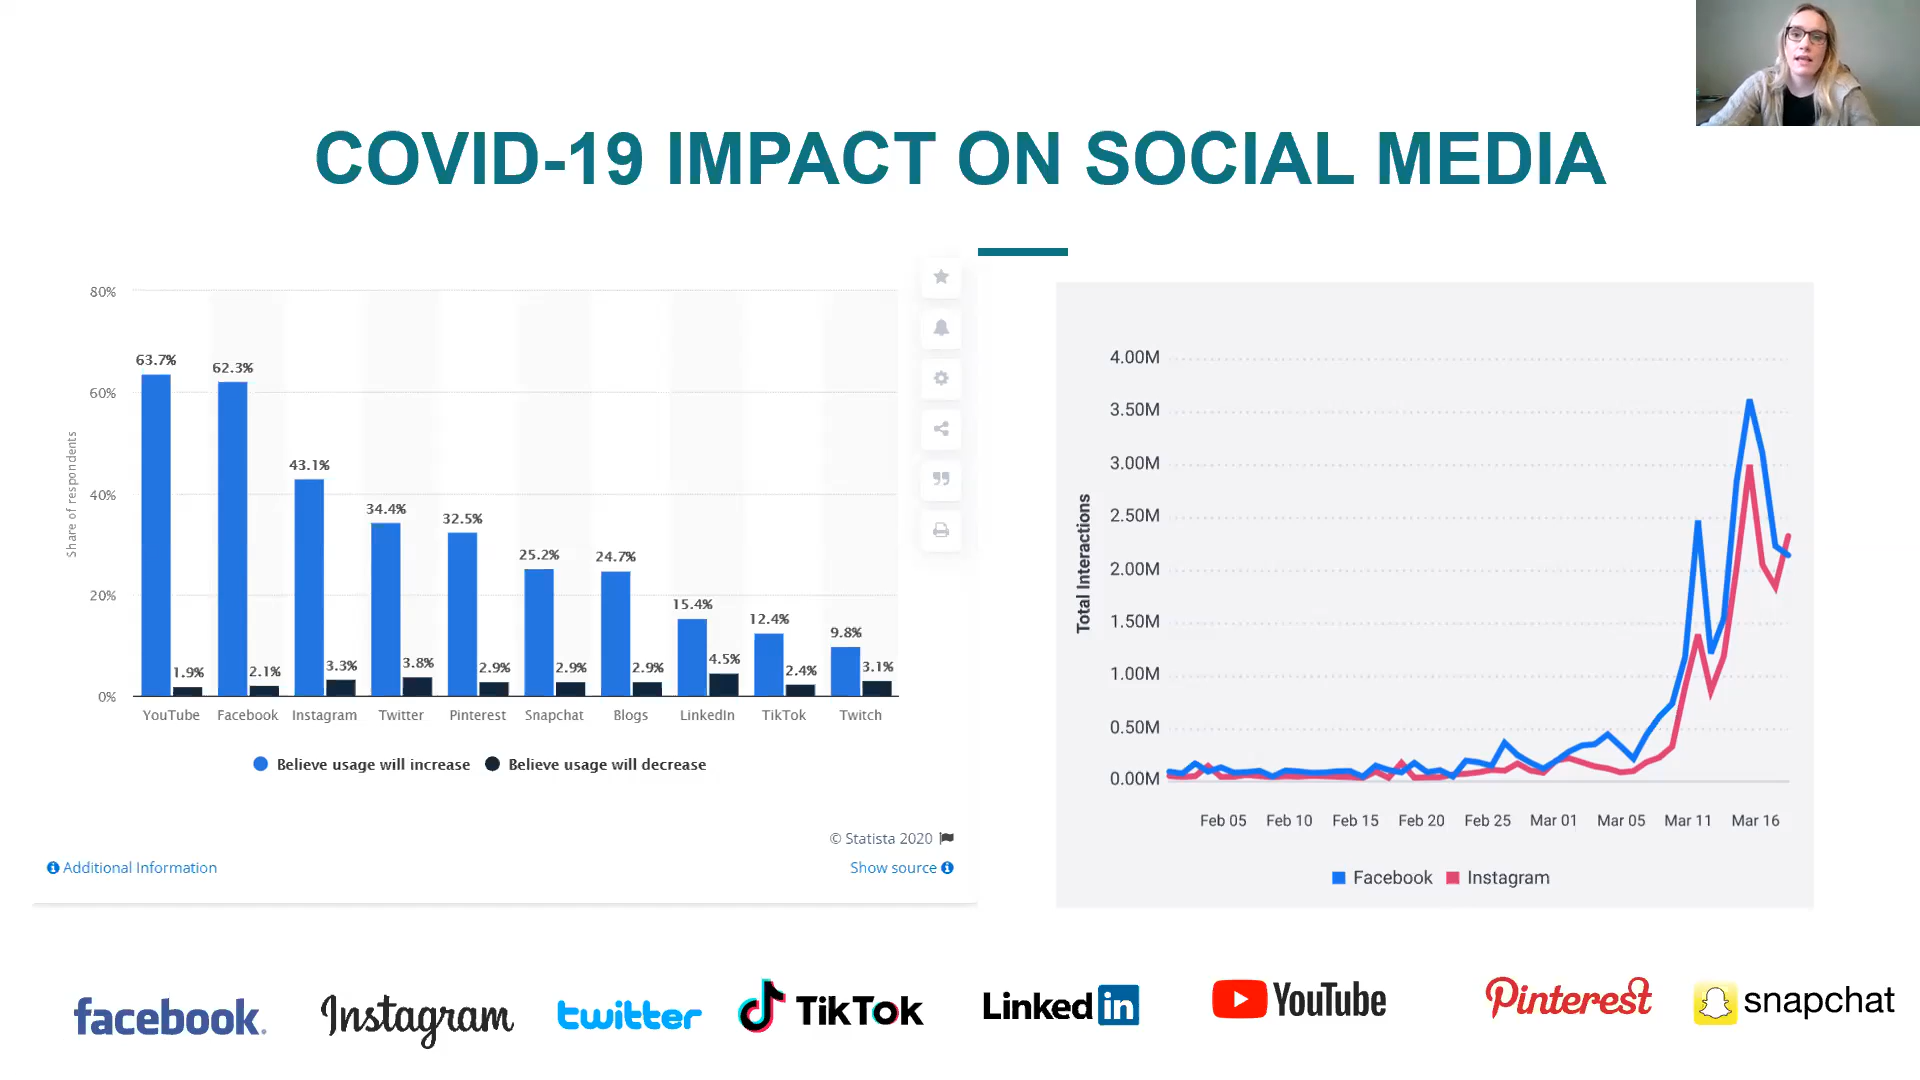 COVID-19 IMPACT ON SOCIAL MEDIA
80%
60%
40%
20%
0%
Share of respondents
63.7%
1.9%
62.3%
2.1%
43.1%
3.3%
34.4%
3.8%
32.5%
2.9%
25.2%
2.9%
24.7%
2.9%
15.4%
4.5%
12.4%
2.4%
9.8%
3.1%
YouTube Facebook Instagram Twitter Pinterest Snapchat Blogs LinkedIn TikTok Twitch
Believe usage will increase Believe usage will decrease
© Statista 2020
Additional Information Show source
4.00M
3.50M
3.00M
2.50M
2.00M
1.50M
1.00M
0.50M
0.00M
Total Interactions
Feb 05 Feb 10 Feb 15 Feb 20 Feb 25 Mar 01 Mar 05 Mar 11 Mar 16
Facebook Instagram
facebook. Instagram twitter TikTok Linked in YouTube Pinterest snapchat